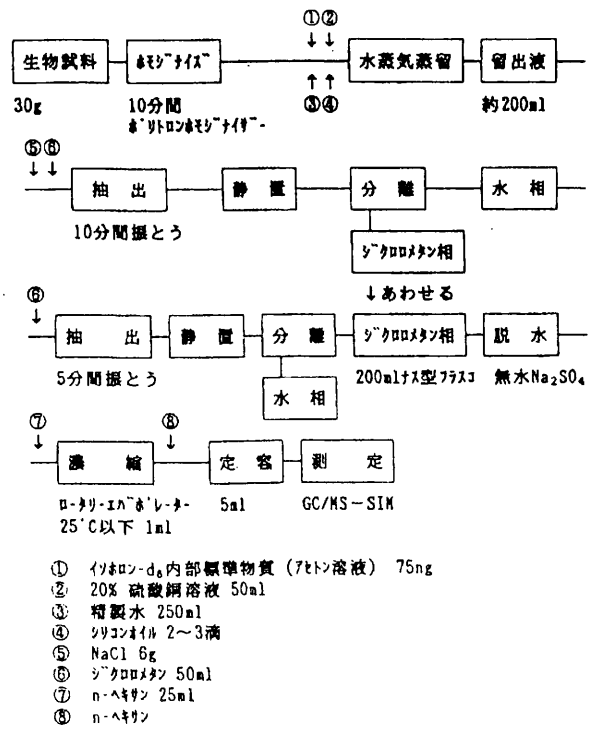 ①②
↓ ↓
生物試料 ﾎﾓｼﾞﾅｲｽﾞ 水蒸気蒸留 留出液
↑ ↑
30g 10分間 ③④ 約200ml
ﾎﾟﾘﾄﾛﾝﾎﾓｼﾞﾅｲｻﾞｰ
⑤⑥
↓ ↓
抽 出 静 置 分 離 水 相
10分間振とう
ｼﾞｸﾛﾛﾒﾀﾝ相
⑥ ↓あわせる
↓
抽 出 静 置 分 離 ｼﾞｸﾛﾛﾒﾀﾝ相 脱 水
5分間振とう 200mlﾅｽ型ﾌﾗｽｺ 無水Na₂SO₄
水 相
⑦ ⑧
↓ ↓
濃 縮 定 容 測 定
ﾛｰﾀﾘｰｴﾊﾞﾎﾟﾚｰﾀｰ 5ml GC/MS-SIM
25°C以下 1ml
① ｲｿﾎﾛﾝ-d₈内部標準物質 (ｱｾﾄﾝ溶液) 75ng
② 20% 硫酸銅溶液 50ml
③ 精製水 250ml
④ ｼﾘｺﾝｵｲﾙ 2～3滴
⑤ NaCl 6g
⑥ ｼﾞｸﾛﾛﾒﾀﾝ 50ml
⑦ n-ﾍｷｻﾝ 25ml
⑧ n-ﾍｷｻﾝ